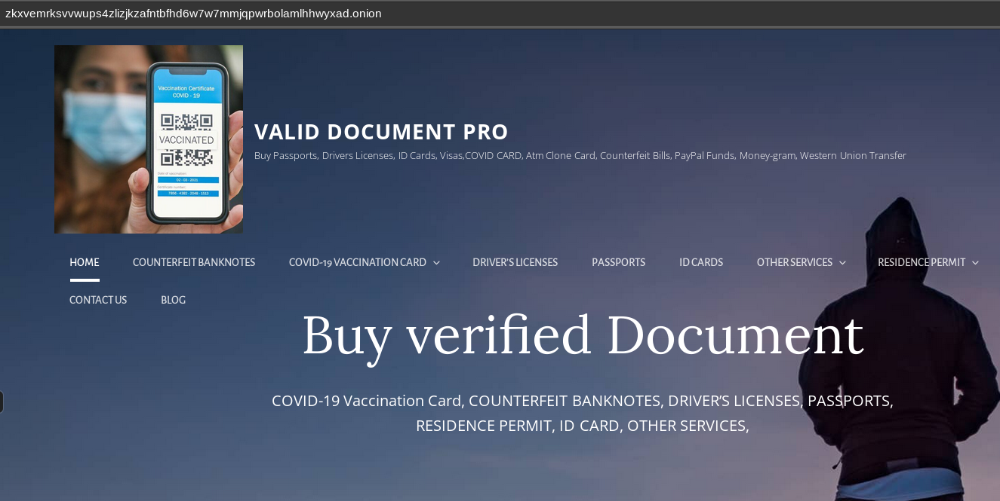 zkxvemrksvvwups4zlizjkzafntbfhd6w7w7mmjqpwrbolamlhhwyxad.onion
Vaccination Certificate
COVID - 19
VACCINATED
Date of vaccination:
02 - 03 - 2021
Certificate number:
7856 - 4382 - 2048 - 1513
VALID DOCUMENT PRO
Buy Passports, Drivers Licenses, ID Cards, Visas,COVID CARD, Atm Clone Card, Counterfeit Bills, PayPal Funds, Money-gram, Western Union Transfer
HOME COUNTERFEIT BANKNOTES COVID-19 VACCINATION CARD DRIVER'S LICENSES PASSPORTS ID CARDS OTHER SERVICES RESIDENCE PERMIT
CONTACT US BLOG
Buy verified Document
COVID-19 Vaccination Card, COUNTERFEIT BANKNOTES, DRIVER’S LICENSES, PASSPORTS,
RESIDENCE PERMIT, ID CARD, OTHER SERVICES,